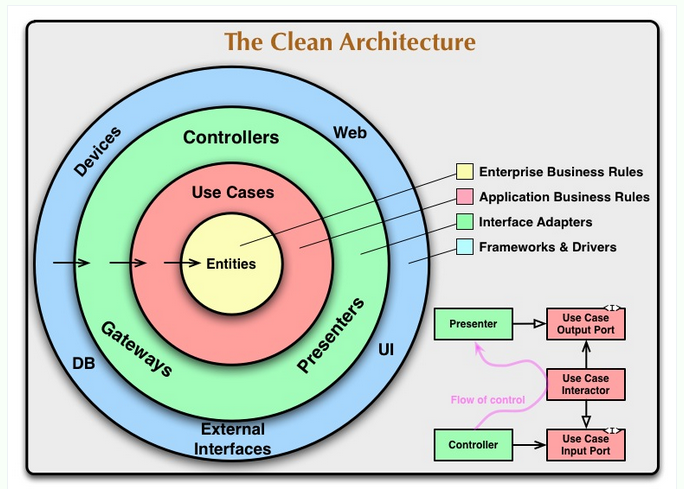 The Clean Architecture
Devices
Web
Controllers
Use Cases
Entities
Gateways
Presenters
DB
UI
External
Interfaces
Enterprise Business Rules
Application Business Rules
Interface Adapters
Frameworks & Drivers
Presenter
<I>
Use Case
Output Port
Use Case
Interactor
Flow of control
Controller
<I>
Use Case
Input Port